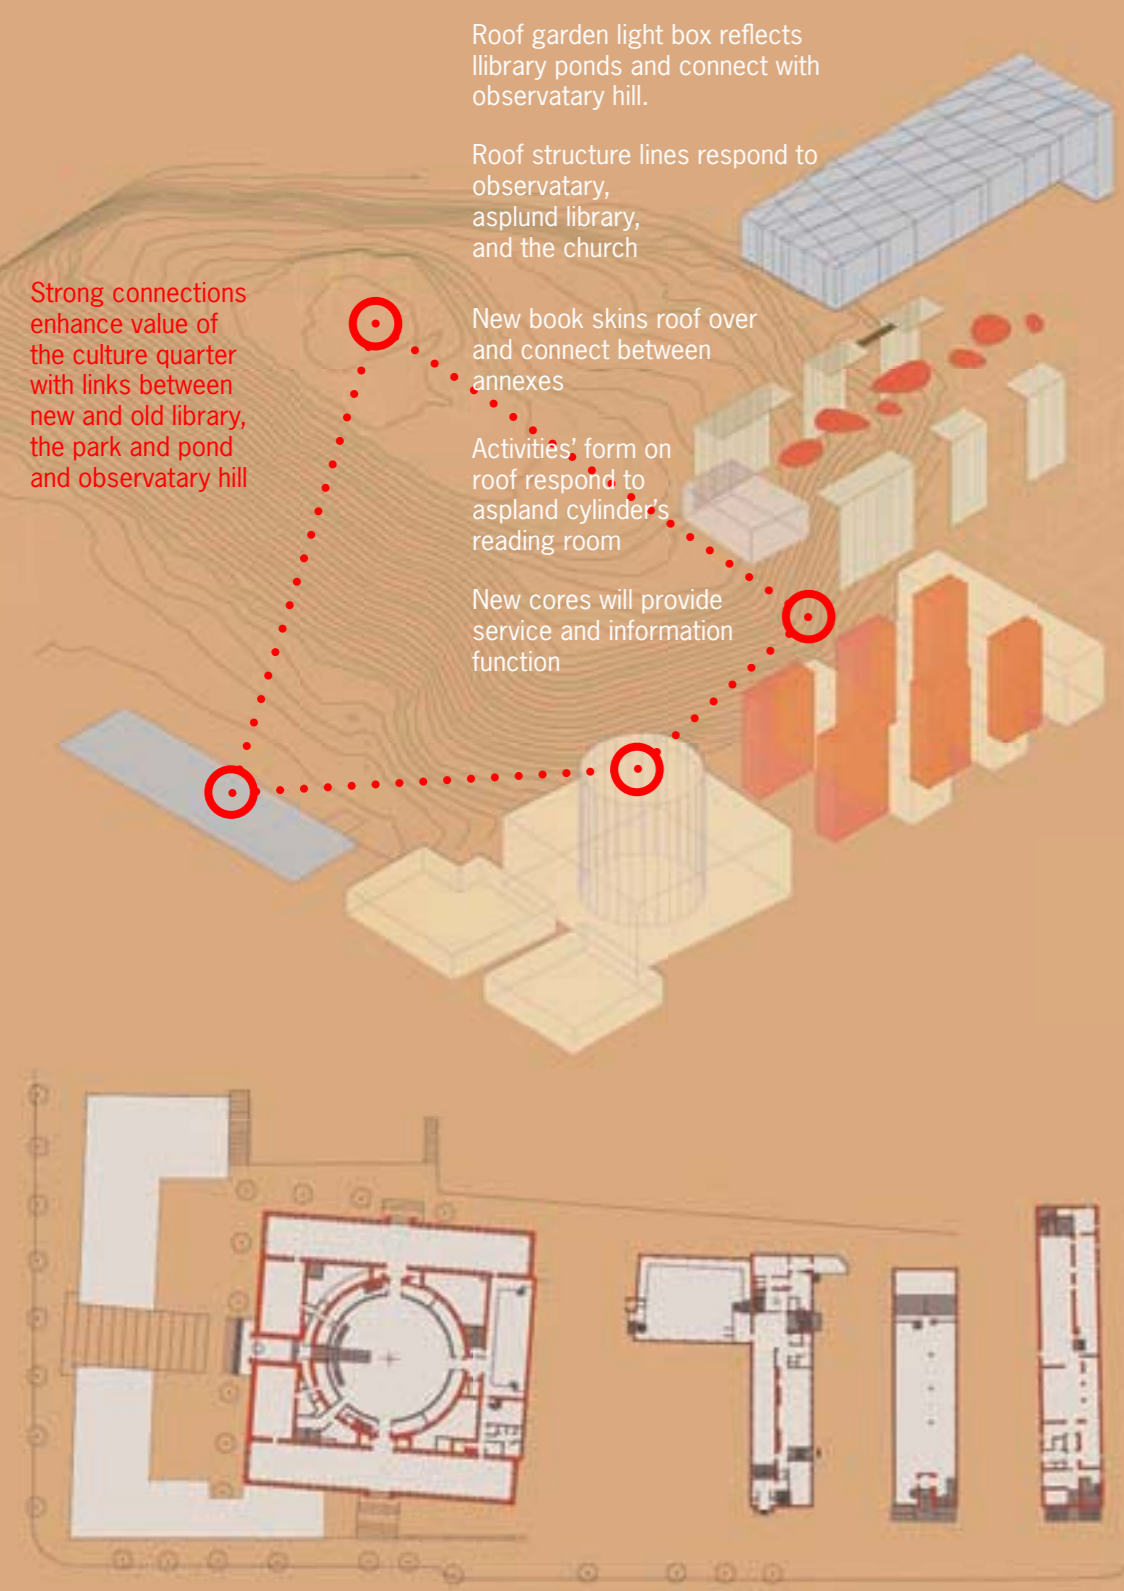 Roof garden light box reflects
llibrary ponds and connect with
observatary hill.
Roof structure lines respond to
observatary,
asplund library,
and the church
Strong connections
enhance value of
the culture quarter
with links between
new and old library,
the park and pond
and observatary hill
New book skins roof over
and connect between
annexes
Activities' form on
roof respond to
aspland cylinder's
reading room
New cores will provide
service and information
function